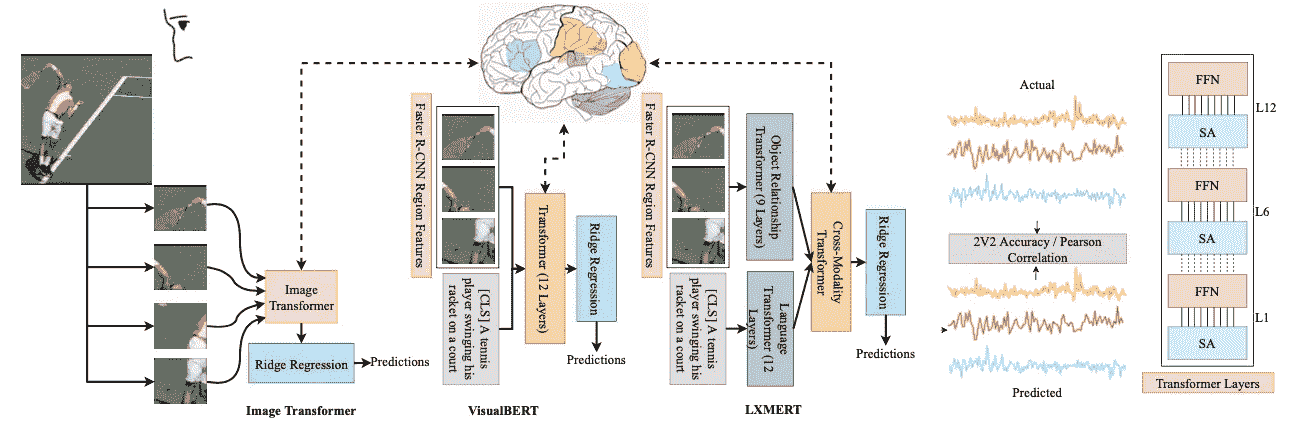 Image
Transformer
Ridge Regression
Predictions
Image Transformer
Faster R-CNN Region Features
[CLS] A tennis
player swinging his
racket on a court
Transformer (12 Layers)
Ridge Regression
Predictions
VisualBERT
Faster R-CNN Region Features
[CLS] A tennis
player swinging his
racket on a court
Object Relationship
Transformer (9 Layers)
Language
Transformer (12
Layers)
Cross-Modality
Transformer
Ridge Regression
Predictions
LXMERT
Actual
2V2 Accuracy / Pearson
Correlation
Predicted
FFN
SA
L12
FFN
SA
L6
FFN
SA
L1
Transformer Layers